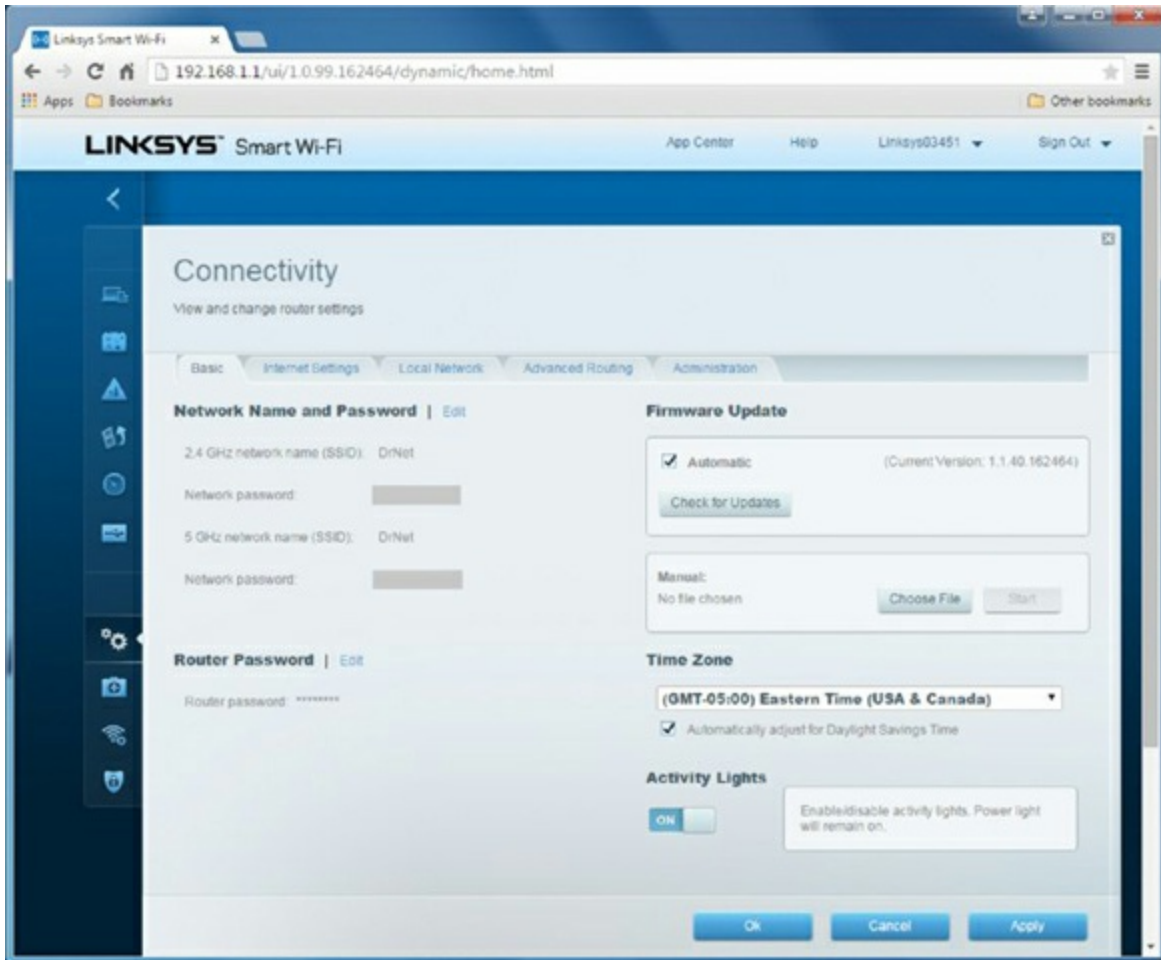 Linksys Smart Wi-Fi
192.168.1.1/ui/1.0.99.162464/dynamic/home.html
Apps Bookmarks Other bookmarks
LINKSYS™ Smart Wi-Fi App Center Help Linksys03451 Sign Out
Connectivity
View and change router settings
Basic Internet Settings Local Network Advanced Routing Administration
Network Name and Password | Edit
2.4 GHz network name (SSID): DrNet
Network password:
5 GHz network name (SSID): DrNet
Network password:
Router Password | Edit
Router password: ********
Firmware Update
Automatic (Current Version: 1.1.40.162464)
Check for Updates
Manual:
No file chosen Choose File Start
Time Zone
(GMT-05:00) Eastern Time (USA & Canada)
Automatically adjust for Daylight Savings Time
Activity Lights
ON
Enable/disable activity lights. Power light
will remain on.
Ok Cancel Apply